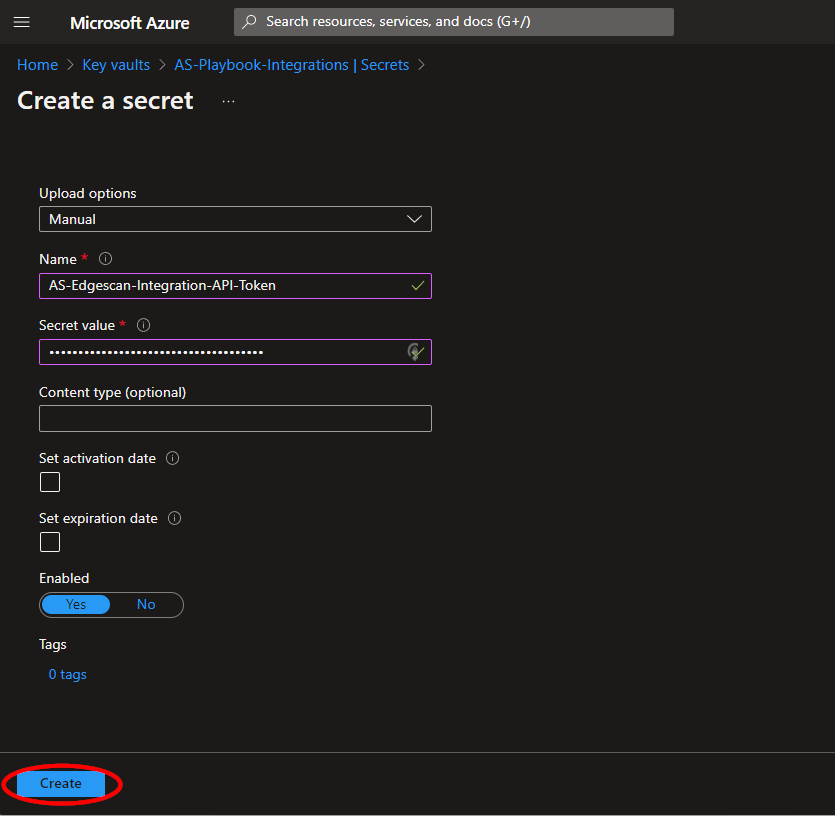 Microsoft Azure
Search resources, services, and docs (G+/)
Home > Key vaults > AS-Playbook-Integrations | Secrets >
Create a secret ...
Upload options
Manual
Name *
AS-Edgescan-Integration-API-Token
Secret value *
•••••••••••••••••••••••••••••••••••••
Content type (optional)
Set activation date
Set expiration date
Enabled
Yes No
Tags
0 tags
Create